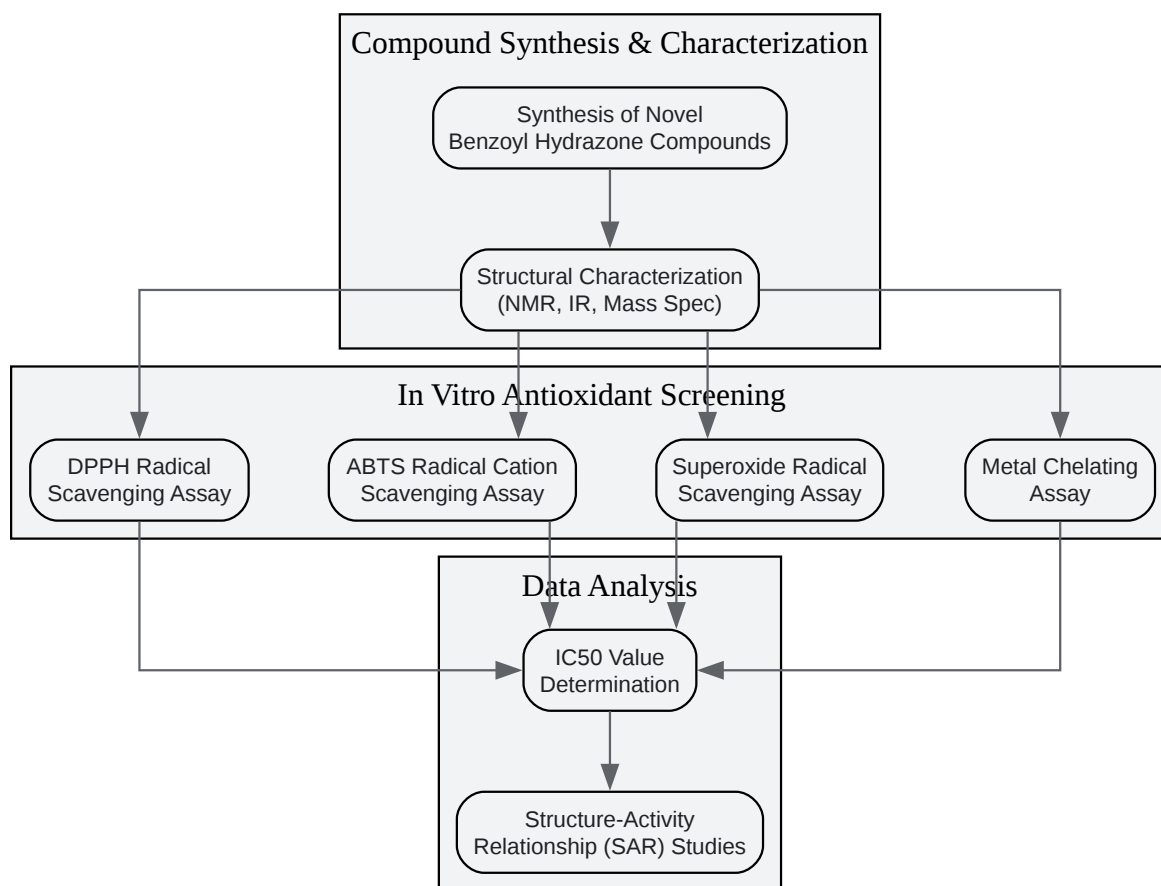 Compound Synthesis & Characterization
Synthesis of Novel
Benzoyl Hydrazone Compounds
Structural Characterization
(NMR, IR, Mass Spec)
In Vitro Antioxidant Screening
DPPH Radical
Scavenging Assay
ABTS Radical Cation
Scavenging Assay
Superoxide Radical
Scavenging Assay
Metal Chelating
Assay
Data Analysis
IC50 Value
Determination
Structure-Activity
Relationship (SAR) Studies